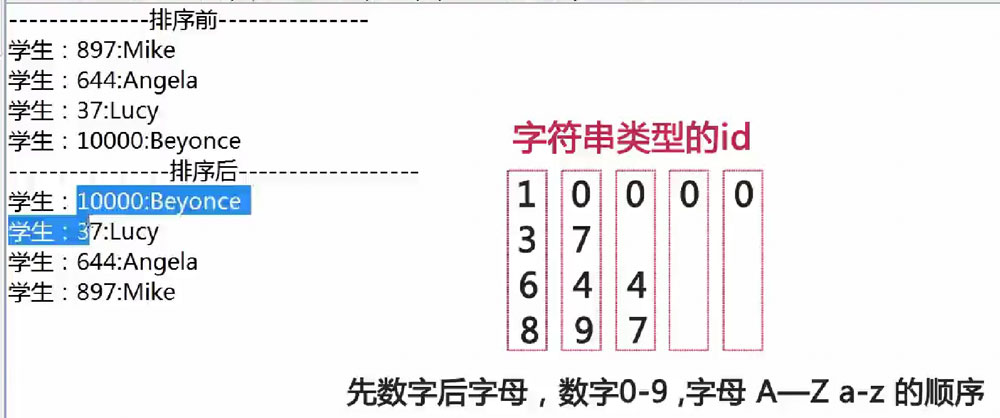 --------------排序前---------------
学生：897:Mike
学生：644:Angela
学生：37:Lucy
学生：10000:Beyonce
----------------排序后------------------
学生：10000:Beyonce
学生：37:Lucy
学生：644:Angela
学生：897:Mike
字符串类型的id
1 0 0 0 0
3 7
6 4 4
8 9 7
先数字后字母，数字0-9 ,字母 A—Z a-z 的顺序